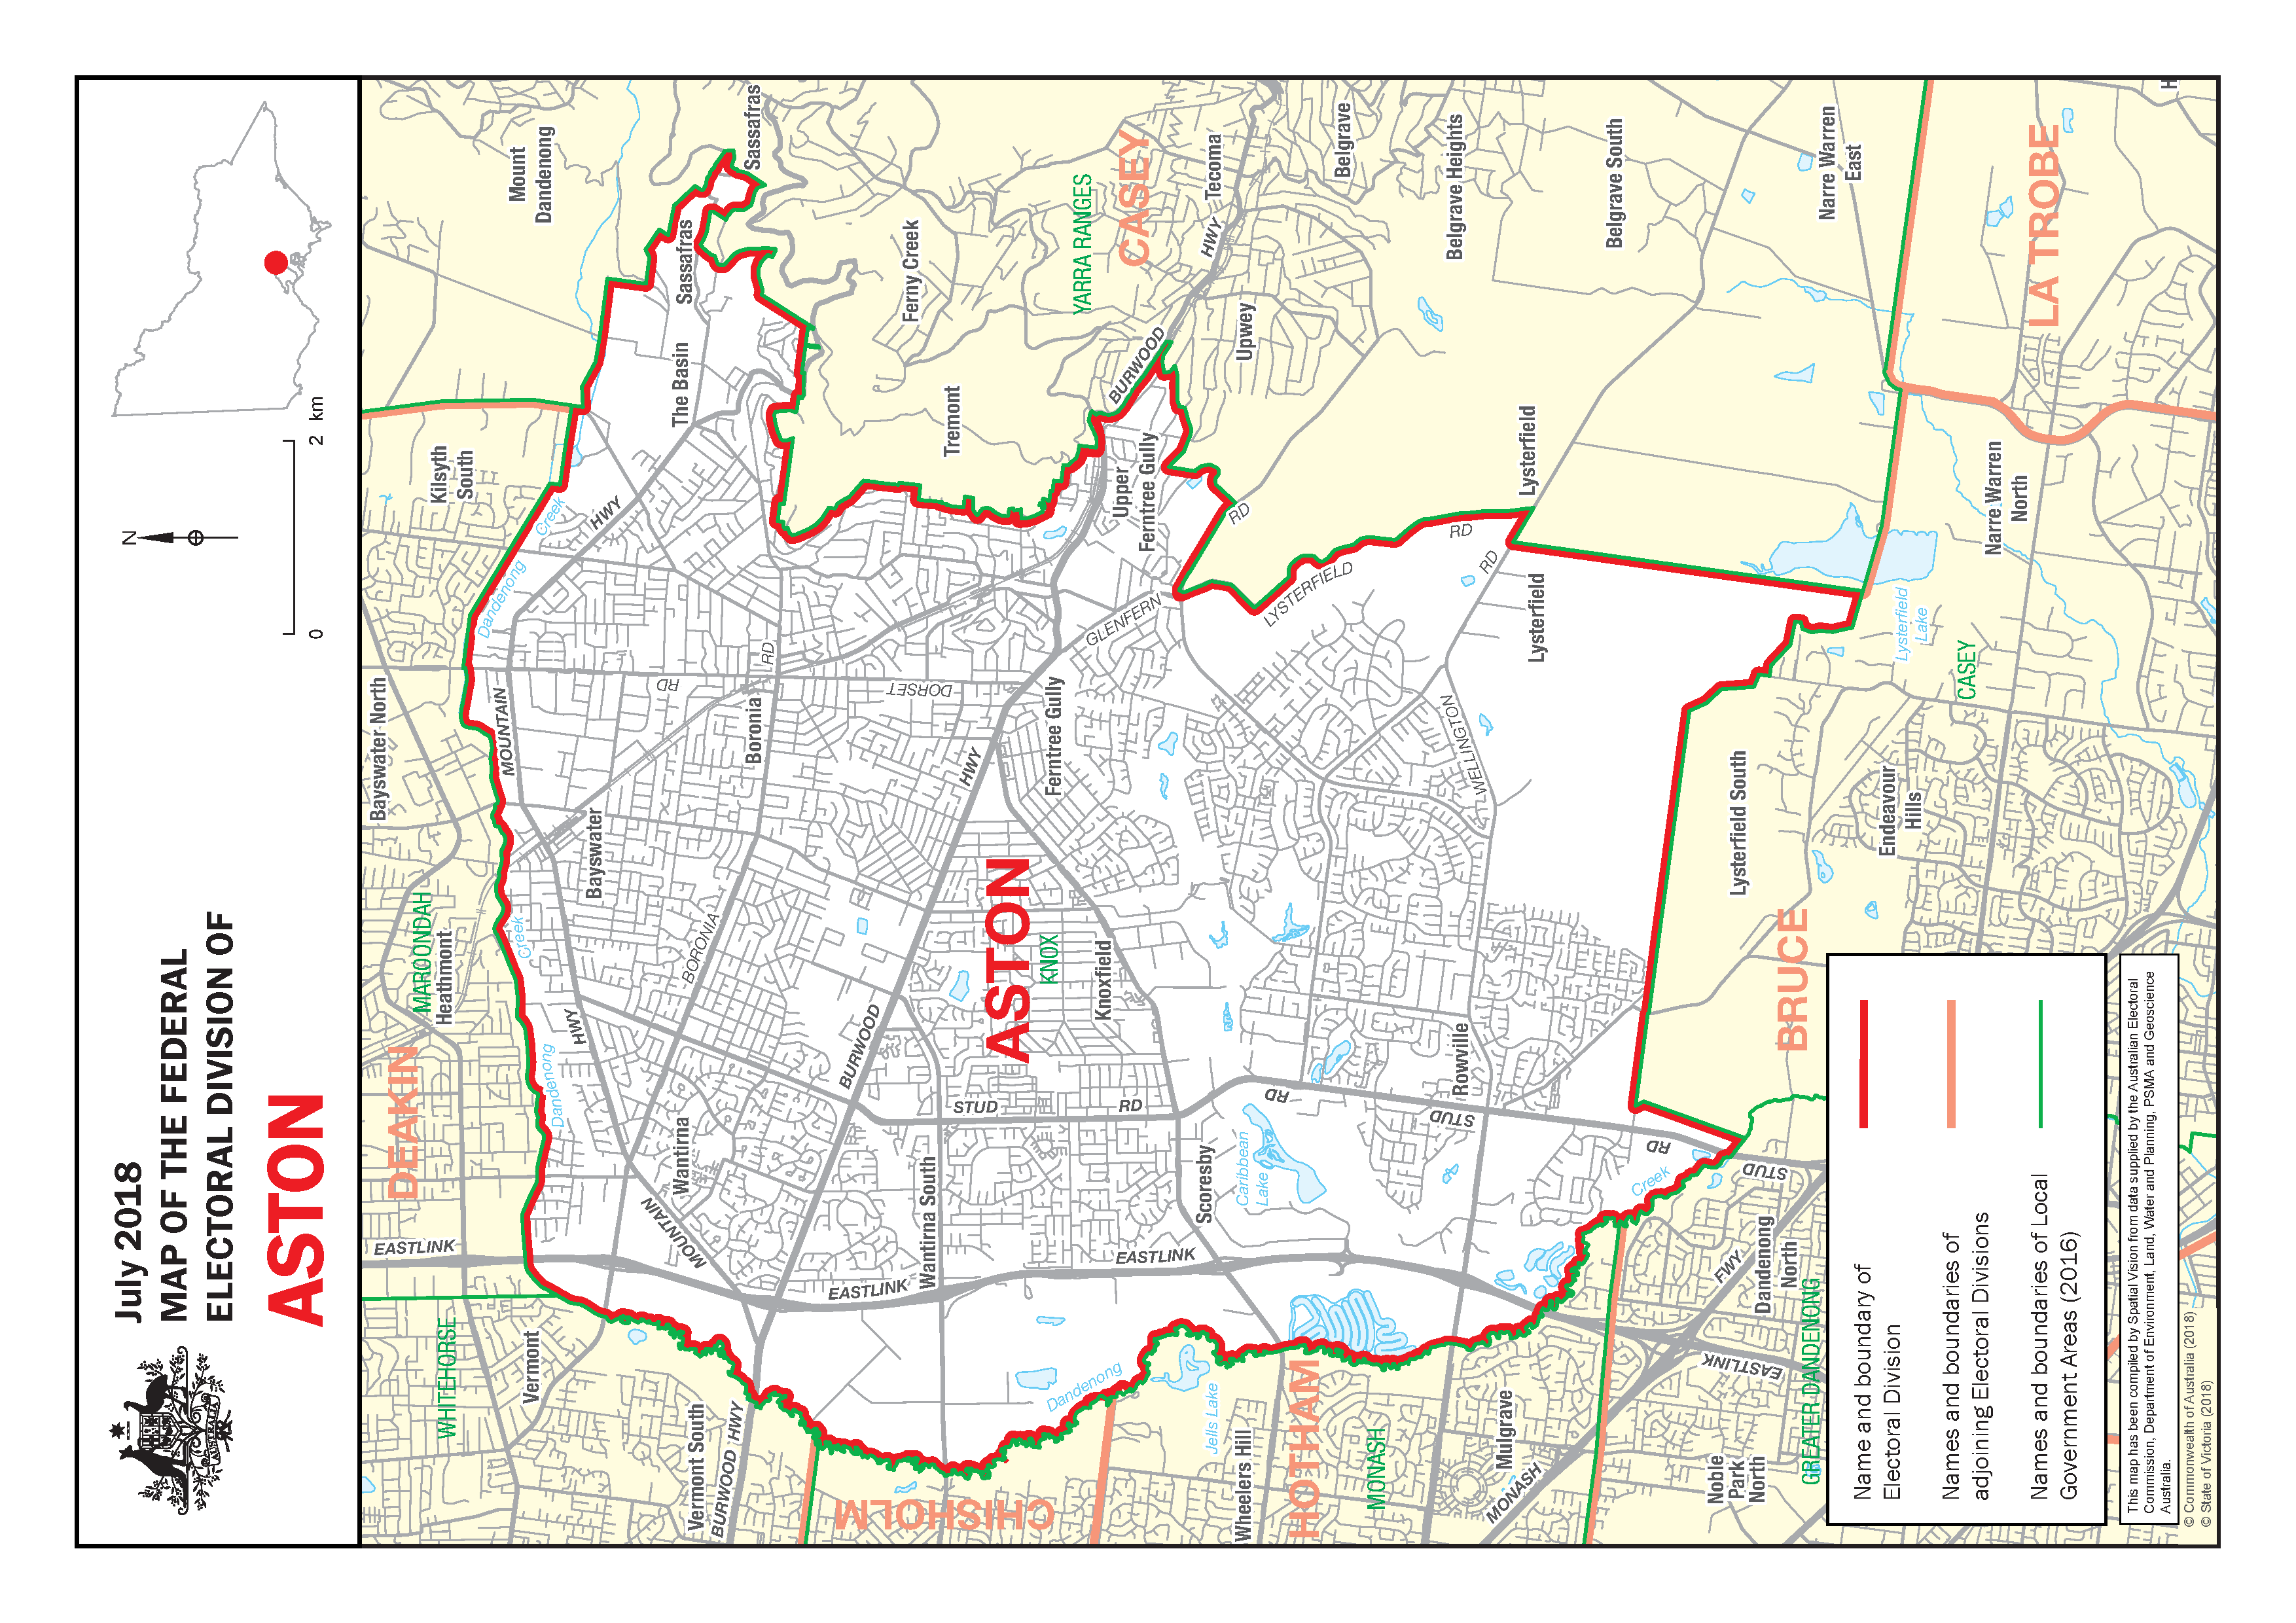 July 2018
MAP OF THE FEDERAL
ELECTORAL DIVISION OF
ASTON
N
0
2 km
Mount
Dandenong
Sassafras
Sassafras
The Basin
Ferny Creek
Tremont
YARRA RANGES
CASEY
Tecoma
HWY
BURWOOD
Upwey
Belgrave
Belgrave Heights
Belgrave South
Narre Warren
East
LA TROBE
H
Kilsyth
South
Creek
Dandenong
HWY
Upper
Ferntree Gully
RD
Lysterfield
RD
RD
LYSTERFIELD
GLENFERN
Lysterfield
Narre Warren
North
Lysterfield
Lake
CASEY
Bayswater North
MOUNTAIN
RD
RD
DORSET
Boronia
Bayswater
HWY
Ferntree Gully
WELLINGTON
Lysterfield South
Endeavour
Hills
MAROONDAH
Heathmont
Creek
BORONIA
ASTON
KNOX
Knoxfield
BRUCE
DEAKIN
Dandenong
HWY
BURWOOD
STUD
RD
RD
STUD
Rowville
RD
Wantirna
MOUNTAIN
Wantirna South
Scoresby
Caribbean
Lake
Creek
STUD
EASTLINK
EASTLINK
EASTLINK
FWY
Dandenong
North
GREATER DANDENONG
WHITEHORSE
Vermont
Vermont South
BURWOOD HWY
CHISHOLM
Dandenong
Jells Lake
Wheelers Hill
HOTHAM
MONASH
Mulgrave
MONASH
EASTLINK
Noble
Park
North
Name and boundary of
Electoral Division
Names and boundaries of
adjoining Electoral Divisions
Names and boundaries of Local
Government Areas (2016)
This map has been compiled by Spatial Vision from data supplied by the Australian Electoral
Commission, Department of Environment, Land, Water and Planning, PSMA and Geoscience
Australia.
© Commonwealth of Australia (2018)
© State of Victoria (2018)